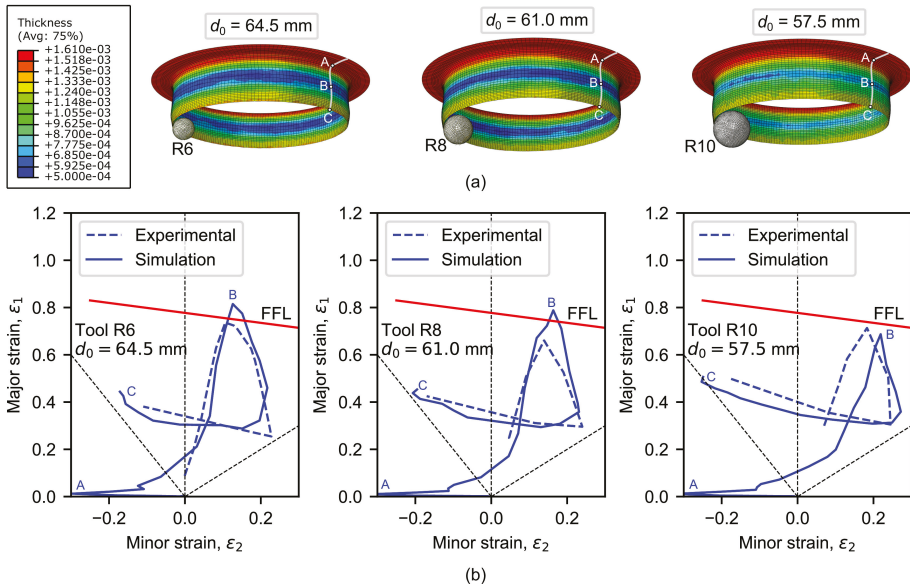 Thickness
(Avg: 75%)
+1.610e−03
+1.518e−03
+1.425e−03
+1.333e−03
+1.240e−03
+1.148e−03
+1.055e−03
+9.625e−04
+8.700e−04
+7.775e−04
+6.850e−04
+5.925e−04
+5.000e−04
d₀ = 64.5 mm
A
B
C
R6
d₀ = 61.0 mm
A
B
C
R8
d₀ = 57.5 mm
A
B
C
R10
(a)
Major strain, ε₁
1.2
1.0
0.8
0.6
0.4
0.2
0.0
Experimental
Simulation
B
FFL
Tool R6
d₀ = 64.5 mm
C
A
−0.2
0.0
0.2
Minor strain, ε₂
Major strain, ε₁
1.2
1.0
0.8
0.6
0.4
0.2
0.0
Experimental
Simulation
B
FFL
Tool R8
d₀ = 61.0 mm
C
A
−0.2
0.0
0.2
Minor strain, ε₂
Major strain, ε₁
1.2
1.0
0.8
0.6
0.4
0.2
0.0
Experimental
Simulation
FFL
B
Tool R10
d₀ = 57.5 mm
C
A
−0.2
0.0
0.2
Minor strain, ε₂
(b)